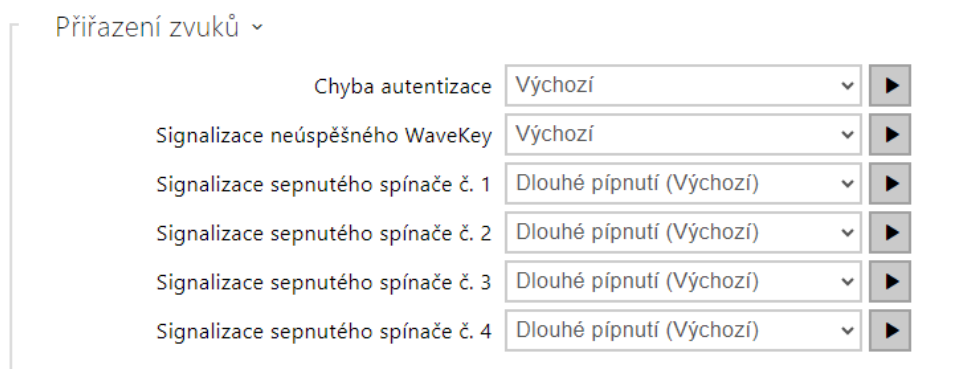 Přiřazení zvuků
Chyba autentizace Výchozí
Signalizace neúspěšného WaveKey Výchozí
Signalizace sepnutého spínače č. 1 Dlouhé pípnutí (Výchozí)
Signalizace sepnutého spínače č. 2 Dlouhé pípnutí (Výchozí)
Signalizace sepnutého spínače č. 3 Dlouhé pípnutí (Výchozí)
Signalizace sepnutého spínače č. 4 Dlouhé pípnutí (Výchozí)